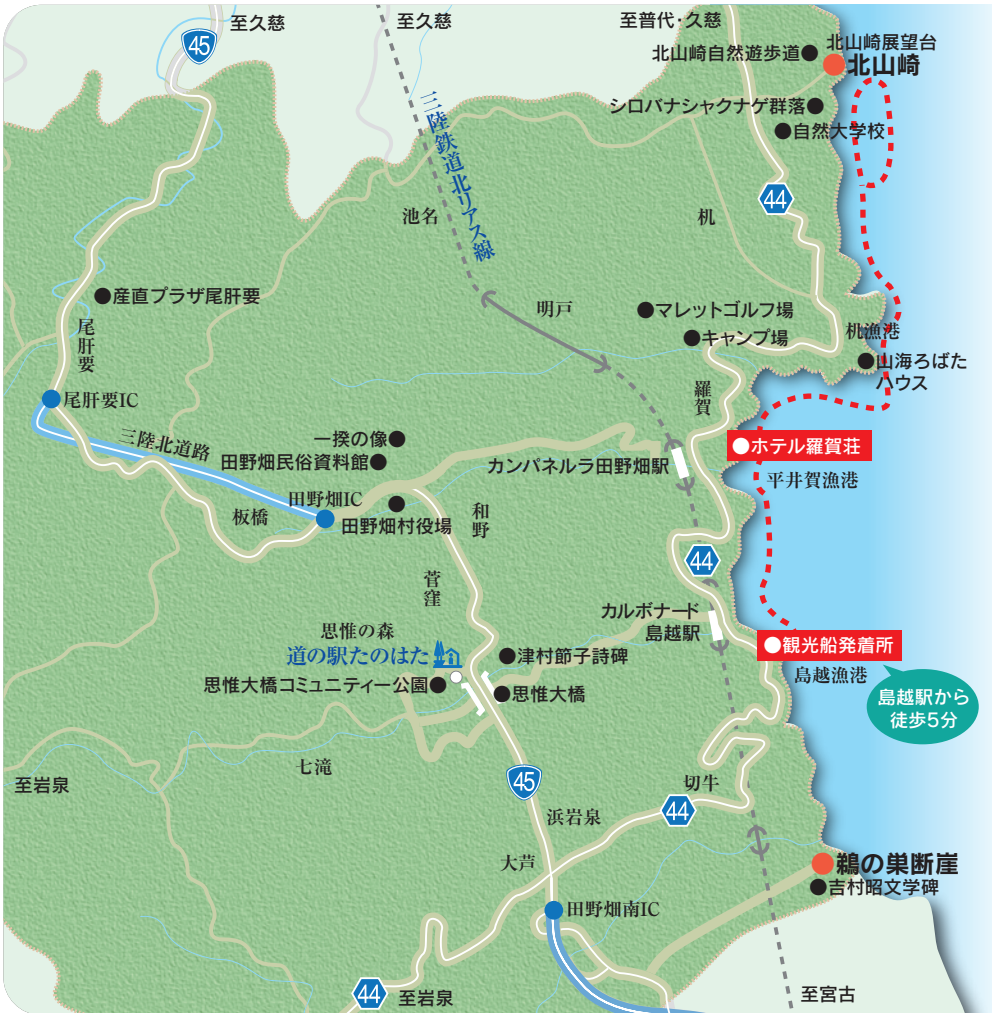 至久慈
至久慈
至普代・久慈
45
北山崎展望台
北山崎自然遊歩道
北山崎
シロバナシャクナゲ群落
自然大学校
三陸鉄道北リアス線
44
池名
机
産直プラザ尾肝要
明戸
マレットゴルフ場
尾肝要
キャンプ場
机漁港
山海ろばた
ハウス
尾肝要IC
羅賀
三陸北道路
一揆の像
ホテル羅賀荘
田野畑民俗資料館
カンパネルラ田野畑駅
平井賀漁港
田野畑IC
板橋
田野畑村役場
和野
44
菅窪
カルボナード
島越駅
思惟の森
道の駅たのはた
津村節子詩碑
観光船発着所
島越漁港
思惟大橋コミュニティー公園
思惟大橋
島越駅から
徒歩5分
七滝
至岩泉
45
切牛
44
浜岩泉
大芦
鵜の巣断崖
吉村昭文学碑
田野畑南IC
44
至岩泉
至宮古